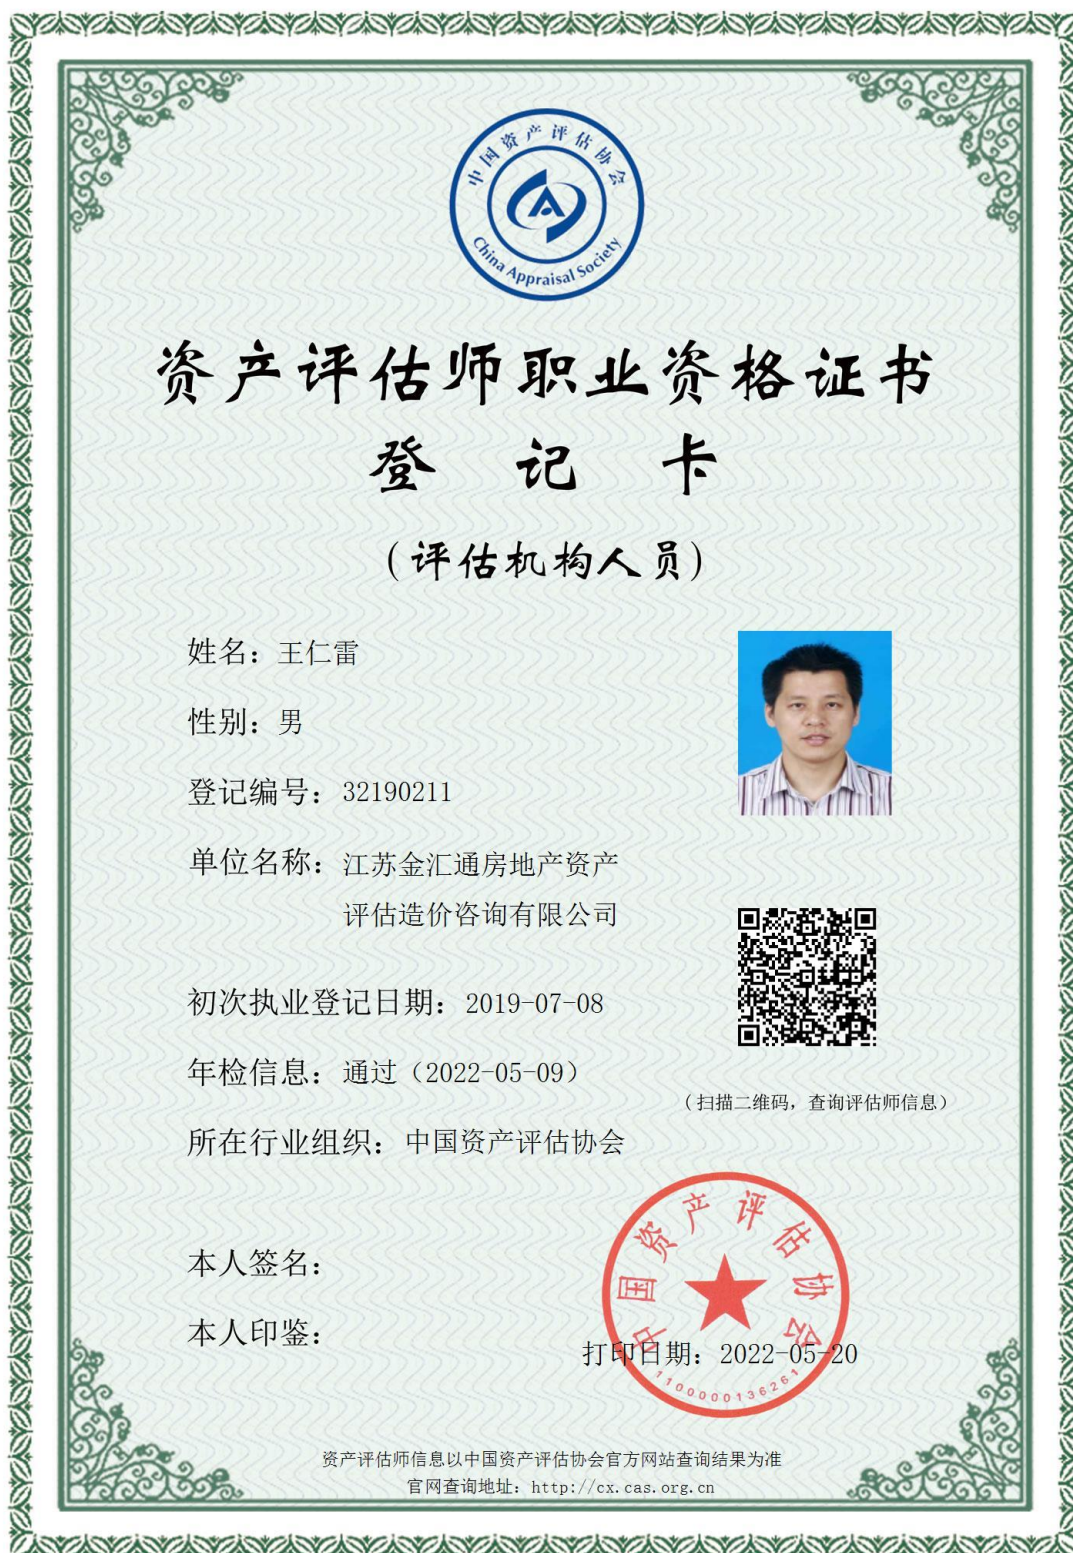 中国资产评估协会
China Appraisal Society
资产评估师职业资格证书
登 记 卡
(评估机构人员)
姓名：王仁雷
性别：男
登记编号：32190211
单位名称：江苏金汇通房地产资产
评估造价咨询有限公司
初次执业登记日期：2019-07-08
年检信息：通过（2022-05-09）
（扫描二维码，查询评估师信息）
所在行业组织：中国资产评估协会
本人签名：
本人印鉴：
中国资产评估协会
打印日期：2022-05-20
1100000136261
资产评估师信息以中国资产评估协会官方网站查询结果为准
官网查询地址：http://cx.cas.org.cn